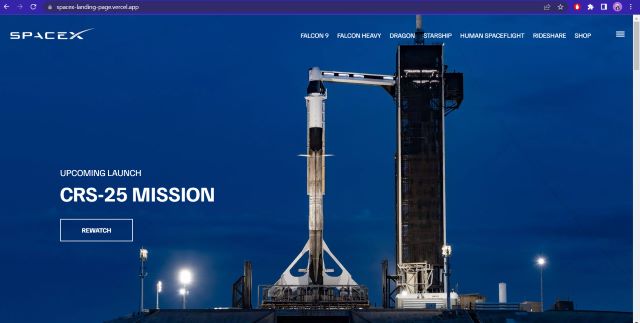 spacex-landing-page.vercel.app
SPACEX
FALCON 9 FALCON HEAVY DRAGON STARSHIP HUMAN SPACEFLIGHT RIDESHARE SHOP
UPCOMING LAUNCH
CRS-25 MISSION
REWATCH